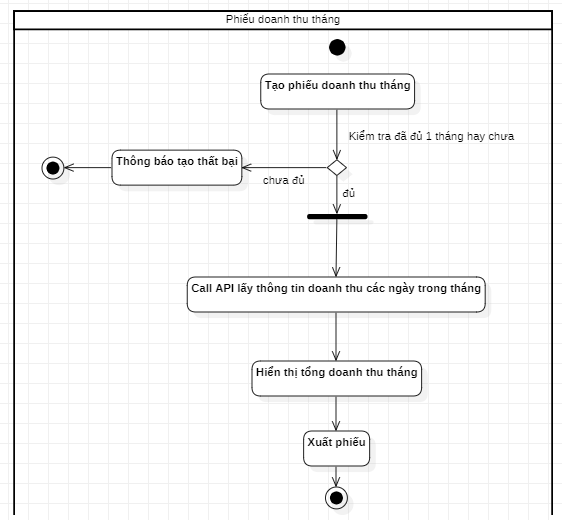 Phiếu doanh thu tháng
Tạo phiếu doanh thu tháng
Kiểm tra đã đủ 1 tháng hay chưa
Thông báo tạo thất bại
chưa đủ
đủ
Call API lấy thông tin doanh thu các ngày trong tháng
Hiển thị tổng doanh thu tháng
Xuất phiếu